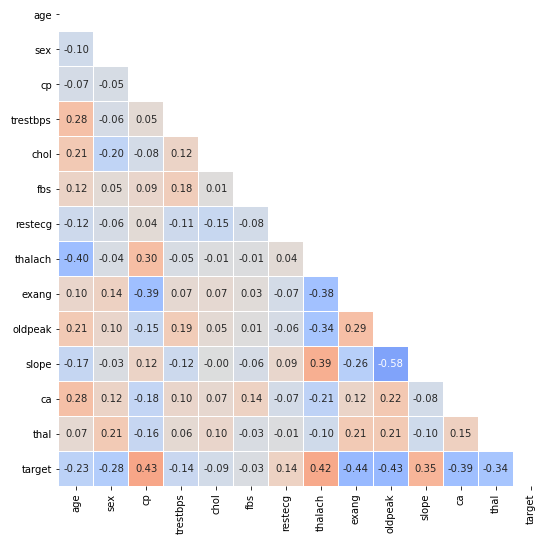 age
sex -0.10
cp -0.07 -0.05
trestbps 0.28 -0.06 0.05
chol 0.21 -0.20 -0.08 0.12
fbs 0.12 0.05 0.09 0.18 0.01
restecg -0.12 -0.06 0.04 -0.11 -0.15 -0.08
thalach -0.40 -0.04 0.30 -0.05 -0.01 -0.01 0.04
exang 0.10 0.14 -0.39 0.07 0.07 0.03 -0.07 -0.38
oldpeak 0.21 0.10 -0.15 0.19 0.05 0.01 -0.06 -0.34 0.29
slope -0.17 -0.03 0.12 -0.12 -0.00 -0.06 0.09 0.39 -0.26 -0.58
ca 0.28 0.12 -0.18 0.10 0.07 0.14 -0.07 -0.21 0.12 0.22 -0.08
thal 0.07 0.21 -0.16 0.06 0.10 -0.03 -0.01 -0.10 0.21 0.21 -0.10 0.15
target -0.23 -0.28 0.43 -0.14 -0.09 -0.03 0.14 0.42 -0.44 -0.43 0.35 -0.39 -0.34
age sex cp trestbps chol fbs restecg thalach exang oldpeak slope ca thal target